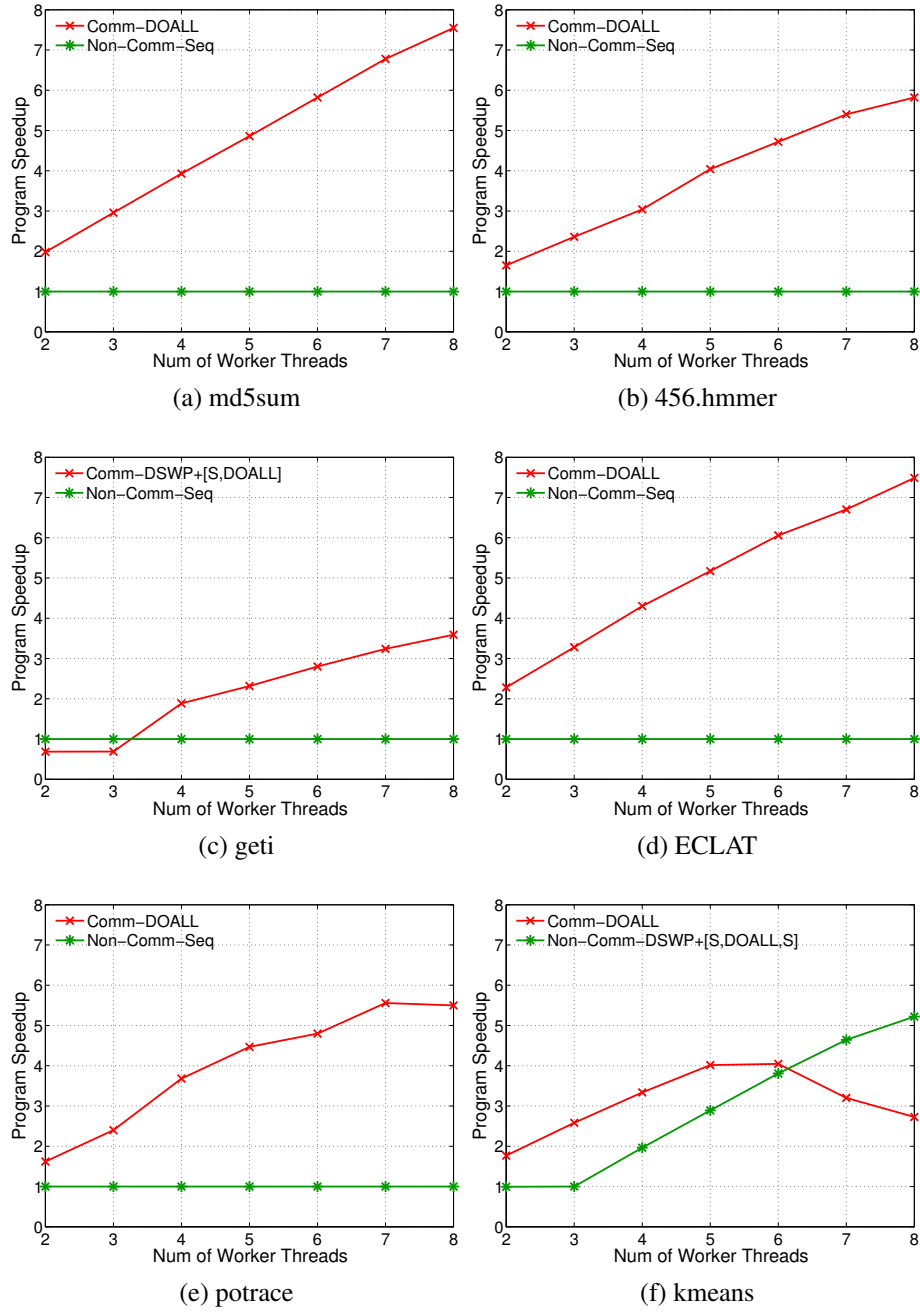 8
7
6
5
4
3
2
1
0
Program Speedup
Comm−DOALL
Non−Comm−Seq
2 3 4 5 6 7 8
Num of Worker Threads
(a) md5sum
8
7
6
5
4
3
2
1
0
Program Speedup
Comm−DOALL
Non−Comm−Seq
2 3 4 5 6 7 8
Num of Worker Threads
(b) 456.hmmer
8
7
6
5
4
3
2
1
0
Program Speedup
Comm−DSWP+[S,DOALL]
Non−Comm−Seq
2 3 4 5 6 7 8
Num of Worker Threads
(c) geti
8
7
6
5
4
3
2
1
0
Program Speedup
Comm−DOALL
Non−Comm−Seq
2 3 4 5 6 7 8
Num of Worker Threads
(d) ECLAT
8
7
6
5
4
3
2
1
0
Program Speedup
Comm−DOALL
Non−Comm−Seq
2 3 4 5 6 7 8
Num of Worker Threads
(e) potrace
8
7
6
5
4
3
2
1
0
Program Speedup
Comm−DOALL
Non−Comm−DSWP+[S,DOALL,S]
2 3 4 5 6 7 8
Num of Worker Threads
(f) kmeans